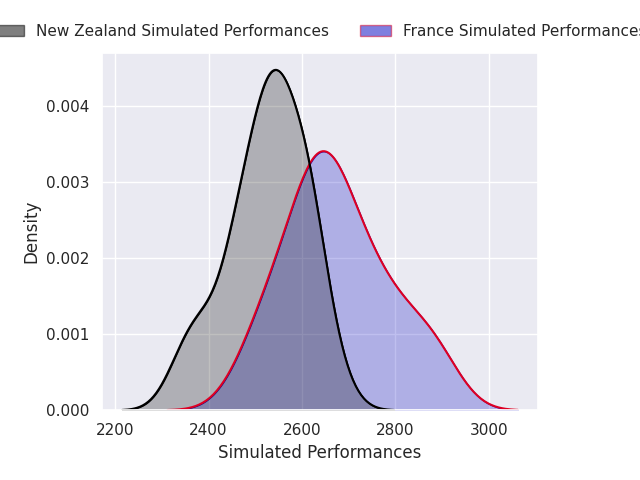 New Zealand Simulated Performances France Simulated Performances
0.004
0.003
0.002
0.001
0.000
Density
2200 2400 2600 2800 3000
Simulated Performances